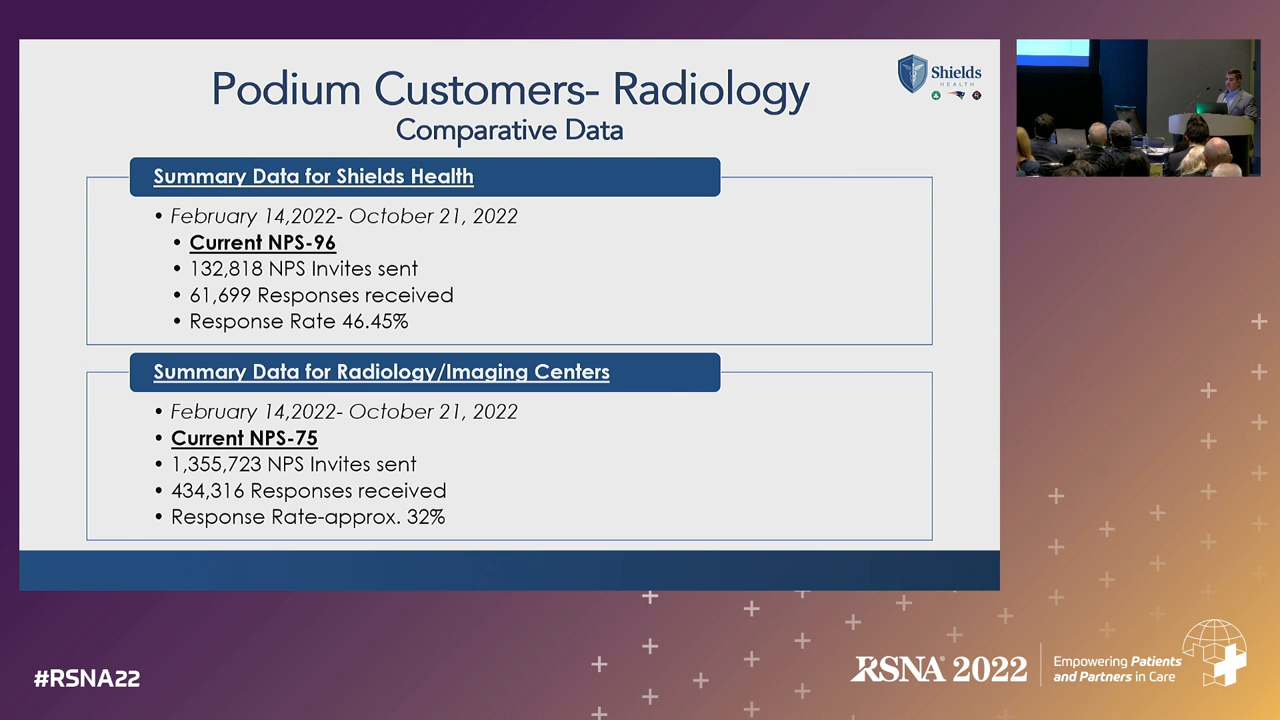 Podium Customers- Radiology
Comparative Data
Shields
HEALTH
Summary Data for Shields Health
• February 14,2022- October 21, 2022
• Current NPS-96
• 132,818 NPS Invites sent
• 61,699 Responses received
• Response Rate 46.45%
Summary Data for Radiology/Imaging Centers
• February 14,2022- October 21, 2022
• Current NPS-75
• 1,355,723 NPS Invites sent
• 434,316 Responses received
• Response Rate-approx. 32%
#RSNA22
RSNA® 2022
Empowering Patients
and Partners in Care